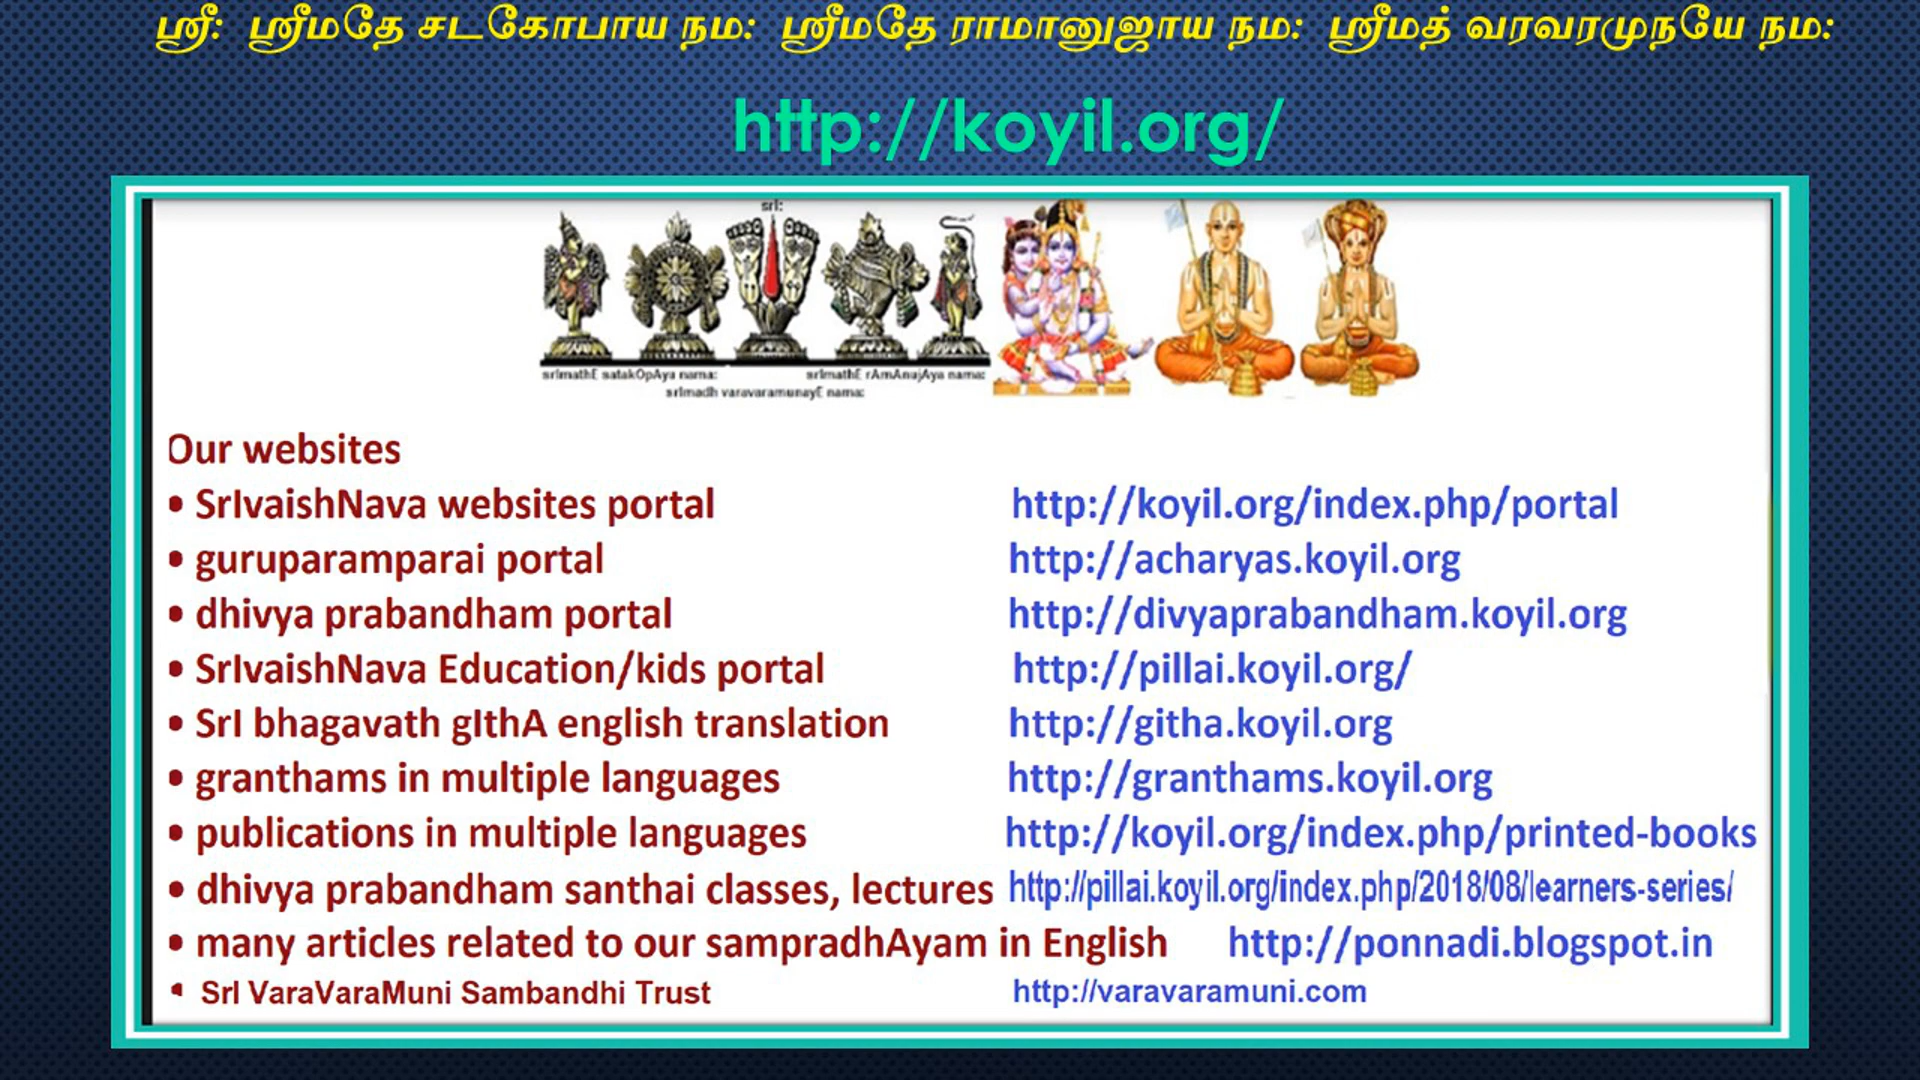 ஸ்ரீ: ஸ்ரீமதே சடகோபாய நம: ஸ்ரீமதே ராமானுஜாய நம: ஸ்ரீமத் வரவரமுநயே நம:
http://koyil.org/
srI:
srImathE satakOpAya nama: srImathE rAmAnujAya nama:
srImadh varavaramunayE nama:
Our websites
• SrIvaishNava websites portal http://koyil.org/index.php/portal
• guruparamparai portal http://acharyas.koyil.org
• dhivya prabandham portal http://divyaprabandham.koyil.org
• SrIvaishNava Education/kids portal http://pillai.koyil.org/
• SrI bhagavath gIthA english translation http://githa.koyil.org
• granthams in multiple languages http://granthams.koyil.org
• publications in multiple languages http://koyil.org/index.php/printed-books
• dhivya prabandham santhai classes, lectures http://pillai.koyil.org/index.php/2018/08/learners-series/
• many articles related to our sampradhAyam in English http://ponnadi.blogspot.in
• SrI VaraVaraMuni Sambandhi Trust http://varavaramuni.com